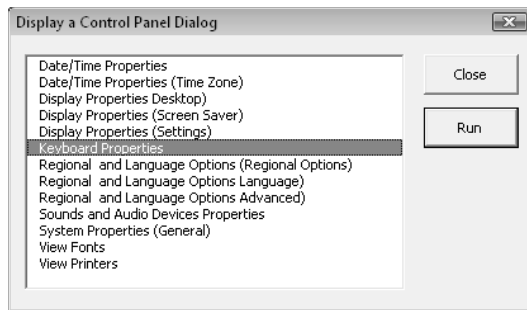 Display a Control Panel Dialog
Date/Time Properties
Date/Time Properties (Time Zone)
Display Properties Desktop)
Display Properties (Screen Saver)
Display Properties (Settings)
Keyboard Properties
Regional  and Language Options (Regional Options)
Regional  and Language Options Language)
Regional  and Language Options Advanced)
Sounds and Audio Devices Properties
System Properties (General)
View Fonts
View Printers
Close
Run